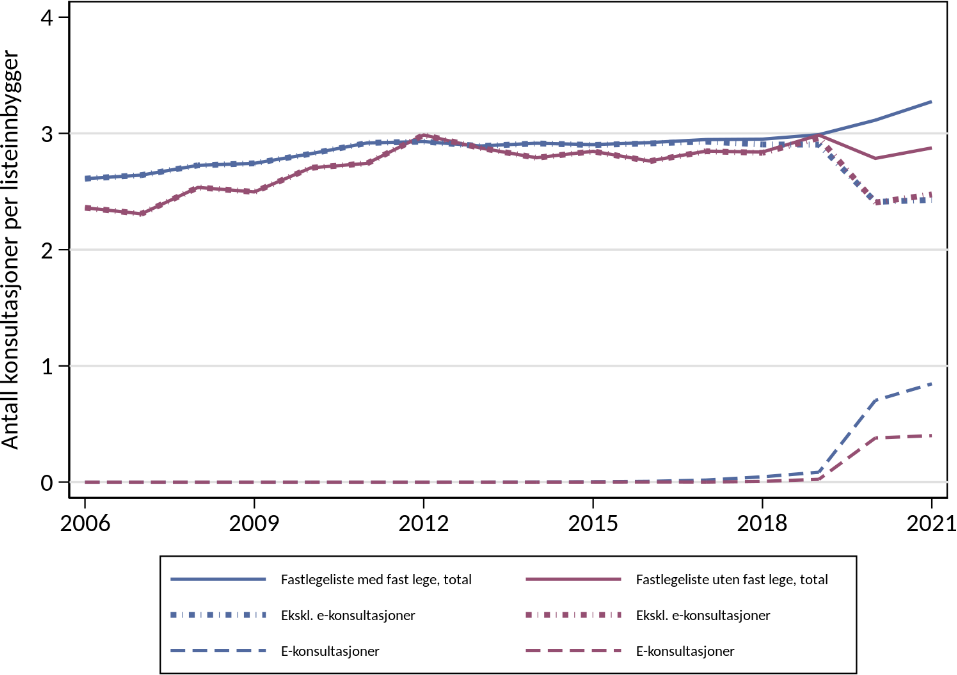 Antall konsultasjoner per listeinnbygger
4
3
2
1
0
2006 2009 2012 2015 2018 2021
Fastlegeliste med fast lege, total Fastlegeliste uten fast lege, total
Ekskl. e-konsultasjoner Ekskl. e-konsultasjoner
E-konsultasjoner E-konsultasjoner